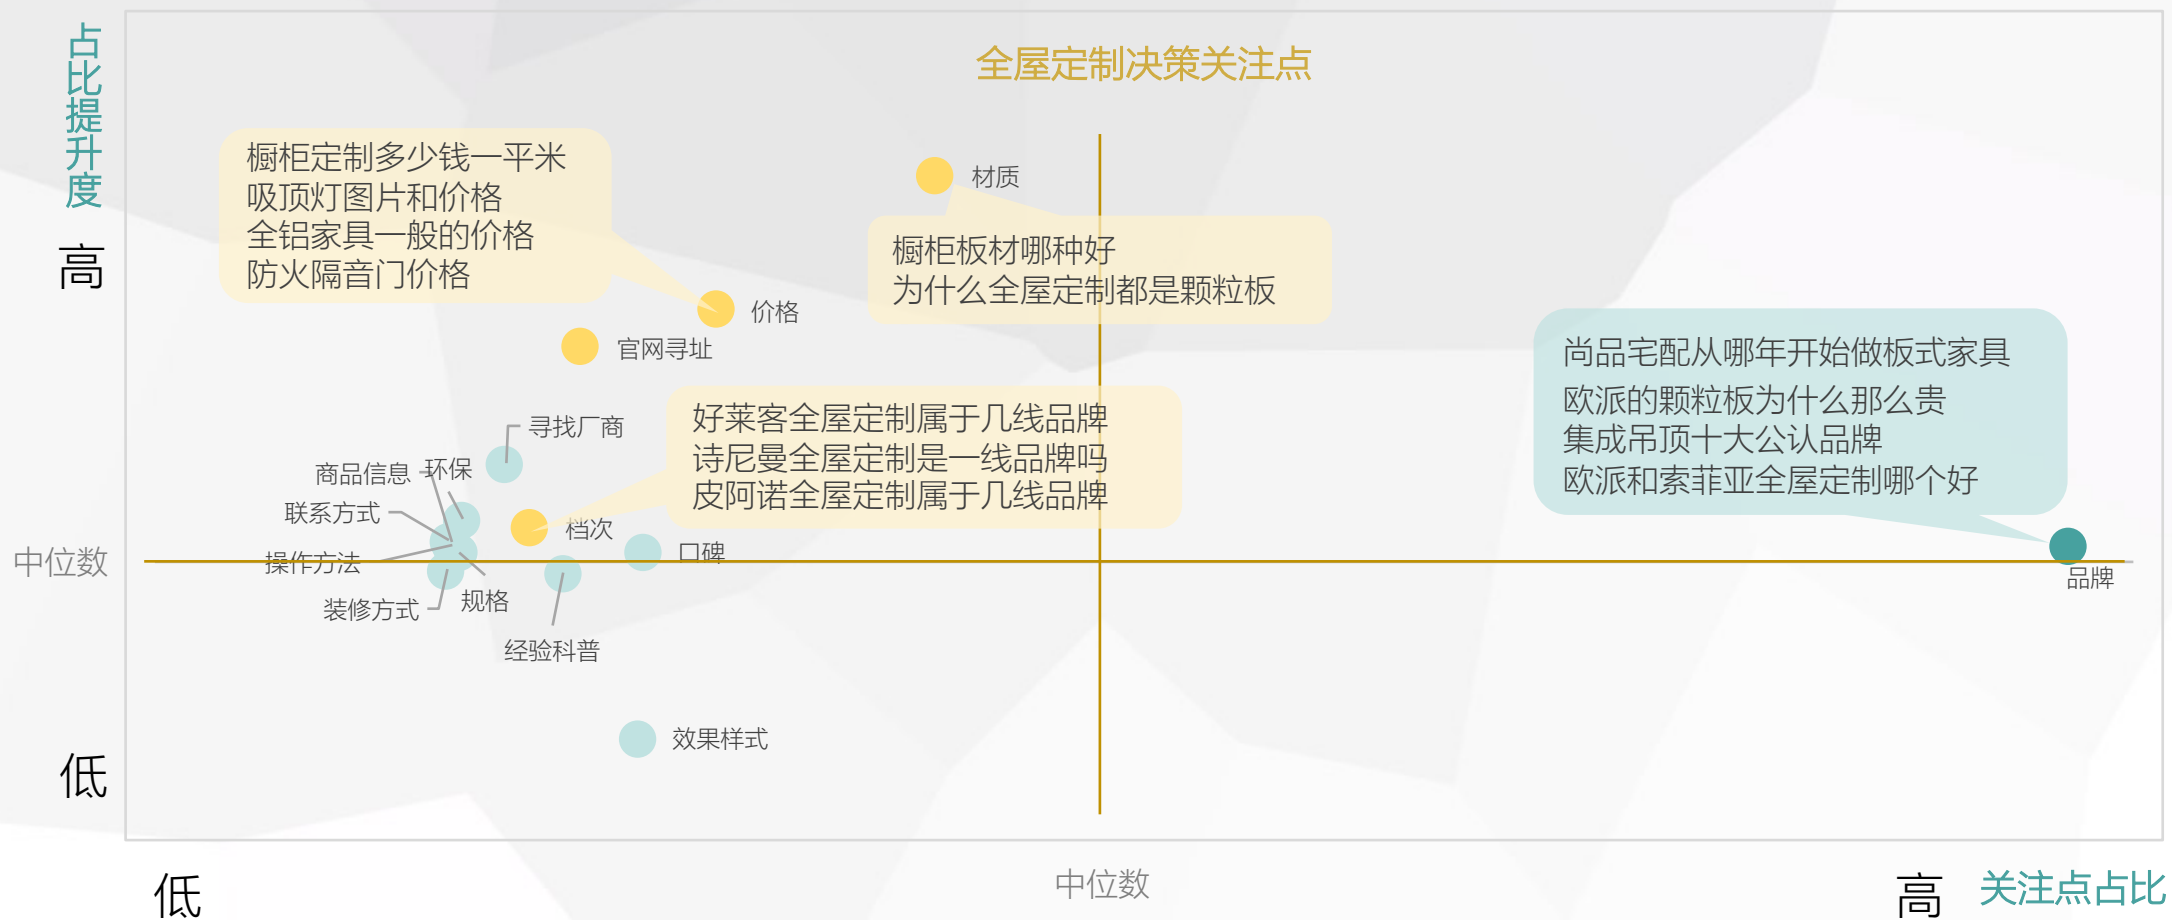 占比提升度
全屋定制决策关注点
高
橱柜定制多少钱一平米
吸顶灯图片和价格
全铝家具一般的价格
防火隔音门价格
材质
橱柜板材哪种好
为什么全屋定制都是颗粒板
价格
官网寻址
尚品宅配从哪年开始做板式家具
欧派的颗粒板为什么那么贵
集成吊顶十大公认品牌
欧派和索菲亚全屋定制哪个好
好莱客全屋定制属于几线品牌
诗尼曼全屋定制是一线品牌吗
皮阿诺全屋定制属于几线品牌
寻找厂商
商品信息
环保
联系方式
档次
口碑
中位数
操作方法
品牌
装修方式
规格
经验科普
效果样式
低
低
中位数
高
关注点占比